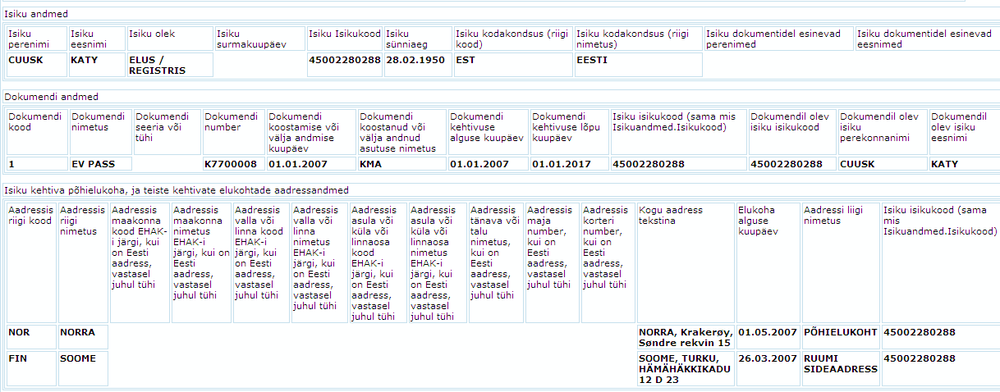 Isiku andmed
Isiku perenimi
Isiku eesnimi
Isiku olek
Isiku surmakuupäev
Isiku Isikukood
Isiku sünniaeg
Isiku kodakondsus (riigi kood)
Isiku kodakondsus (riigi nimetus)
Isiku dokumentidel esinevad perenimed
Isiku dokumentidel esinevad eesnimed
CUUSK
KATY
ELUS / REGISTRIS
45002280288
28.02.1950
EST
EESTI
Dokumendi andmed
Dokumendi kood
Dokumendi nimetus
Dokumendi seeria või tühi
Dokumendi number
Dokumendi koostamise või välja andmise kuupäev
Dokumendi koostanud või välja andnud asutuse nimetus
Dokumendi kehtivuse alguse kuupäev
Dokumendi kehtivuse lõpu kuupäev
Isiku isikukood (sama mis Isikuandmed.Isikukood)
Dokumendil olev isiku isikukood
Dokumendil olev isiku perekonnanimi
Dokumendil olev isiku eesnimi
1
EV PASS
K7700008
01.01.2007
KMA
01.01.2007
01.01.2017
45002280288
45002280288
CUUSK
KATY
Isiku kehtiva põhielukoha, ja teiste kehtivate elukohtade aadressandmed
Aadressis riigi kood
Aadressis riigi nimetus
Aadressis maakonna kood EHAK-i järgi, kui on Eesti aadress, vastasel juhul tühi
Aadressis maakonna nimetus EHAK-i järgi, kui on Eesti aadress, vastasel juhul tühi
Aadressis valla või linna kood EHAK-i järgi, kui on Eesti aadress, vastasel juhul tühi
Aadressis valla või linna nimetus EHAK-i järgi, kui on Eesti aadress, vastasel juhul tühi
Aadressis asula või küla või linnaosa kood EHAK-i järgi, kui on Eesti aadress, vastasel juhul tühi
Aadressis asula või küla või linnaosa nimetus EHAK-i järgi, kui on Eesti aadress, vastasel juhul tühi
Aadressis tänava või talu nimetus, kui on Eesti aadress, vastasel juhul tühi
Aadressis maja number, kui on Eesti aadress, vastasel juhul tühi
Aadressis korteri number, kui on Eesti aadress, vastasel juhul tühi
Kogu aadress tekstina
Elukoha alguse kuupäev
Aadressi liigi nimetus
Isiku isikukood (sama mis Isikuandmed.Isikukood)
NOR
NORRA
NORRA, Krakerøy, Søndre rekvin 15
01.05.2007
PÕHIELUKOHT
45002280288
FIN
SOOME
SOOME, TURKU, HÄMÄHÄKKIKADU 12 D 23
26.03.2007
RUUMI SIDEAADRESS
45002280288